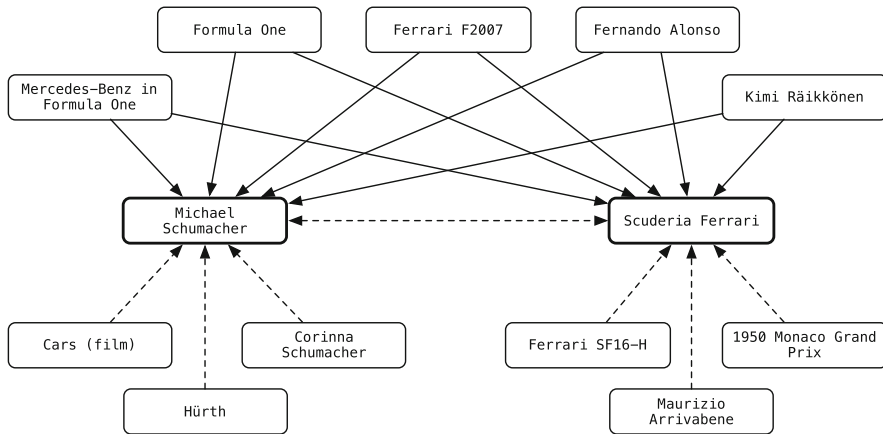 Formula One
Ferrari F2007
Fernando Alonso
Mercedes-Benz in
Formula One
Kimi Räikkönen
Michael
Schumacher
Scuderia Ferrari
Cars (film)
Corinna
Schumacher
Ferrari SF16-H
1950 Monaco Grand
Prix
Hürth
Maurizio
Arrivabene